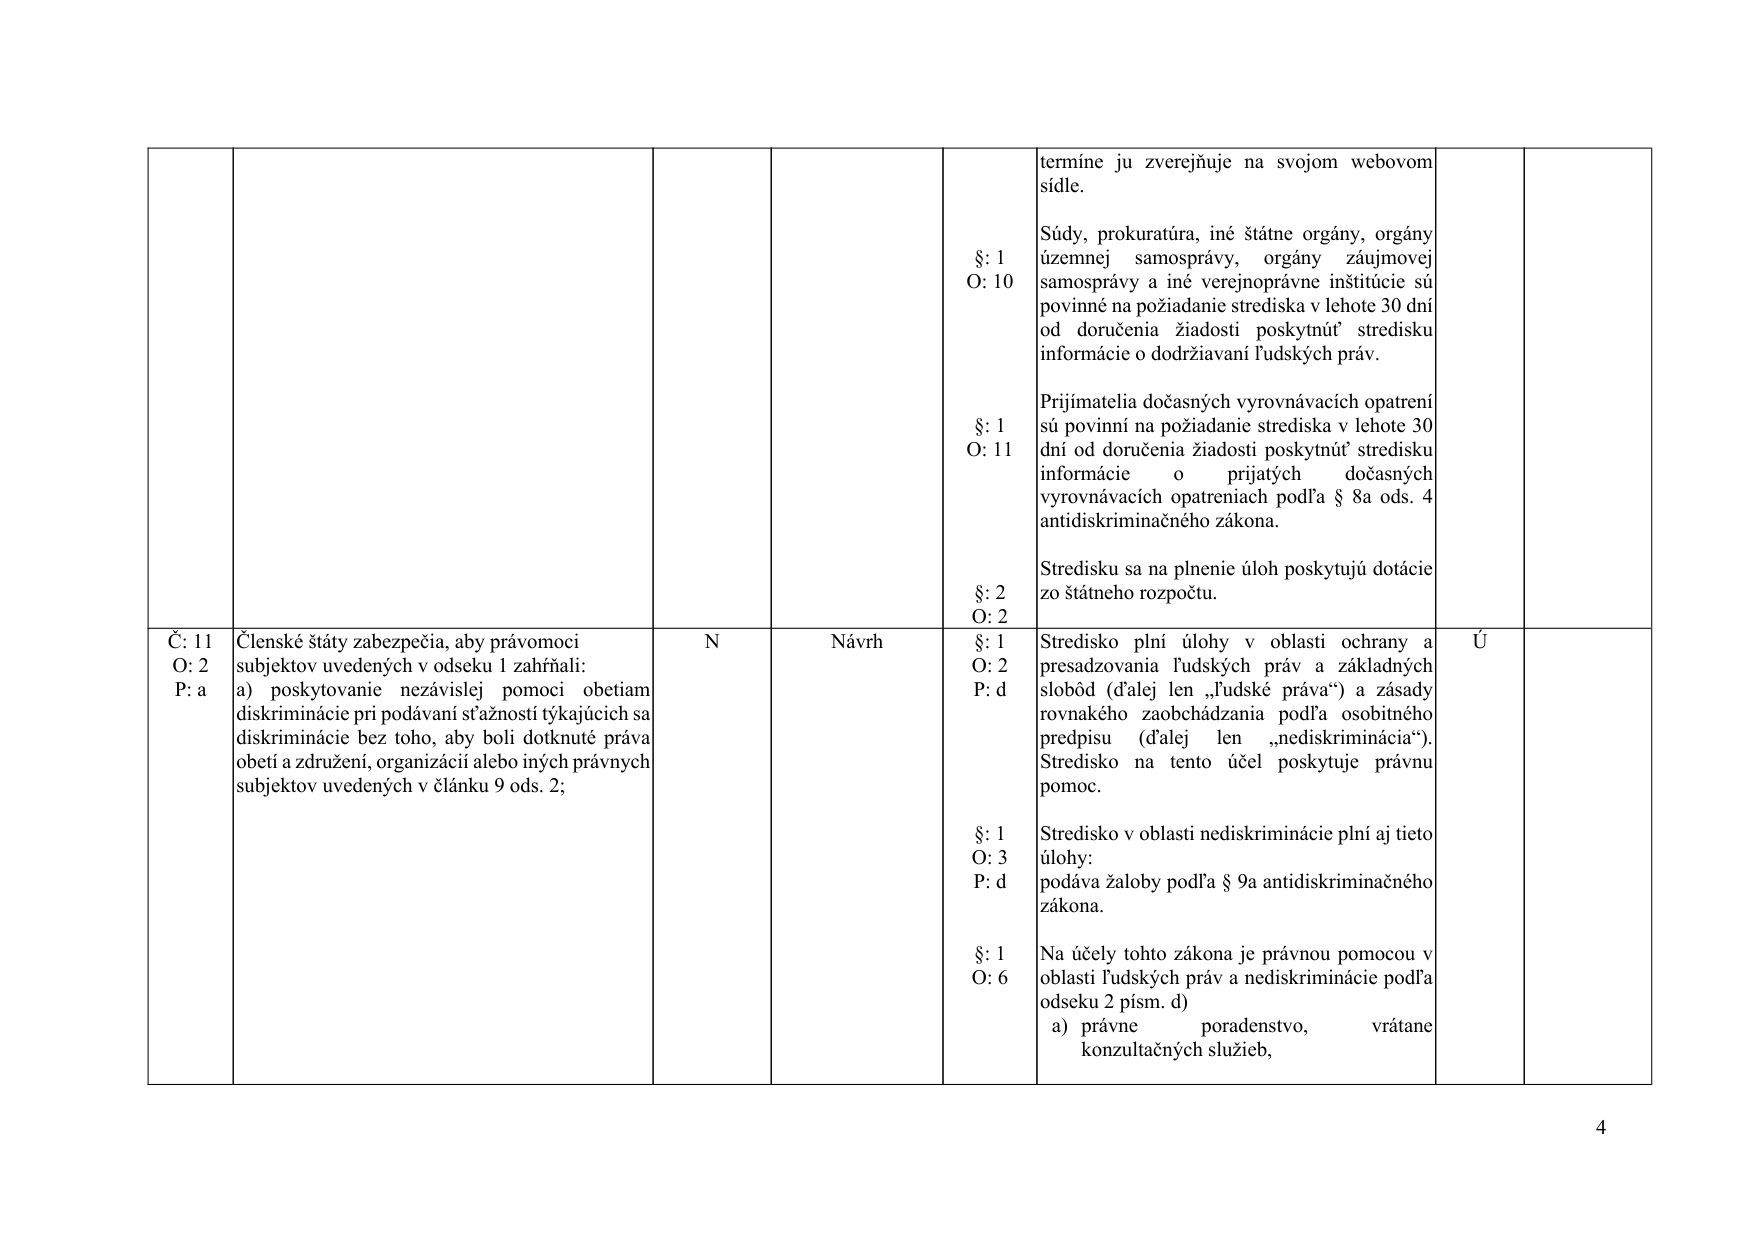 termíne ju zverejňuje na svojom webovom
sídle.
§: 1
O: 10
Súdy, prokuratúra, iné štátne orgány, orgány
územnej samosprávy, orgány záujmovej
samosprávy a iné verejnoprávne inštitúcie sú
povinné na požiadanie strediska v lehote 30 dní
od doručenia žiadosti poskytnúť stredisku
informácie o dodržiavaní ľudských práv.
§: 1
O: 11
Prijímatelia dočasných vyrovnávacích opatrení
sú povinní na požiadanie strediska v lehote 30
dní od doručenia žiadosti poskytnúť stredisku
informácie o prijatých dočasných
vyrovnávacích opatreniach podľa § 8a ods. 4
antidiskriminačného zákona.
§: 2
O: 2
Stredisku sa na plnenie úloh poskytujú dotácie
zo štátneho rozpočtu.
Č: 11
O: 2
P: a
Členské štáty zabezpečia, aby právomoci
subjektov uvedených v odseku 1 zahŕňali:
a) poskytovanie nezávislej pomoci obetiam
diskriminácie pri podávaní sťažností týkajúcich sa
diskriminácie bez toho, aby boli dotknuté práva
obetí a združení, organizácií alebo iných právnych
subjektov uvedených v článku 9 ods. 2;
N
Návrh
§: 1
O: 2
P: d
Stredisko plní úlohy v oblasti ochrany a
presadzovania ľudských práv a základných
slobôd (ďalej len „ľudské práva“) a zásady
rovnakého zaobchádzania podľa osobitného
predpisu (ďalej len „nediskriminácia“).
Stredisko na tento účel poskytuje právnu
pomoc.
§: 1
O: 3
P: d
Stredisko v oblasti nediskriminácie plní aj tieto
úlohy:
podáva žaloby podľa § 9a antidiskriminačného
zákona.
§: 1
O: 6
Na účely tohto zákona je právnou pomocou v
oblasti ľudských práv a nediskriminácie podľa
odseku 2 písm. d)
a) právne poradenstvo, vrátane
konzultačných služieb,
Ú
4